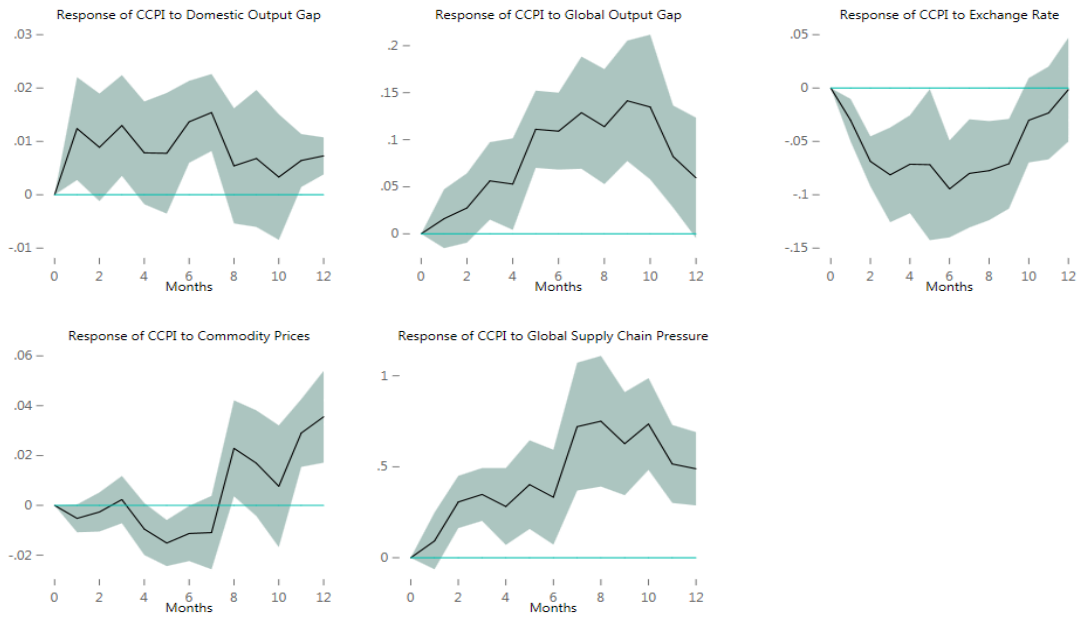 Response of CCPI to Domestic Output Gap
.03
.02
.01
0
-.01
0 2 4 6 8 10 12
Months
Response of CCPI to Global Output Gap
.2
.15
.1
.05
0
0 2 4 6 8 10 12
Months
Response of CCPI to Exchange Rate
.05
0
-.05
-.1
-.15
0 2 4 6 8 10 12
Months
Response of CCPI to Commodity Prices
.06
.04
.02
0
-.02
0 2 4 6 8 10 12
Months
Response of CCPI to Global Supply Chain Pressure
1
.5
0
0 2 4 6 8 10 12
Months